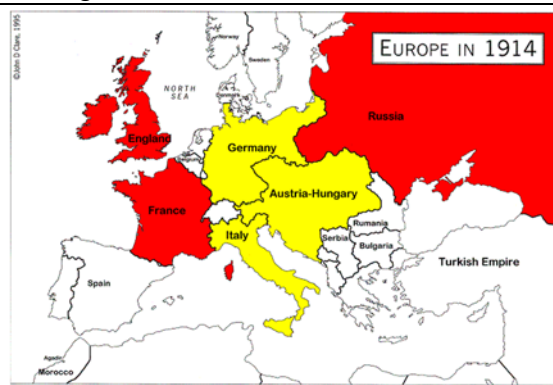 ©John D Clare, 1995
EUROPE IN 1914
Norway
Sweden
NORTH
SEA
Denmark
Russia
England
Belgium
Germany
Austria-Hungary
France
Rumania
Italy
Serbia
Bulgaria
Turkish Empire
Spain
Agadir
Morocco